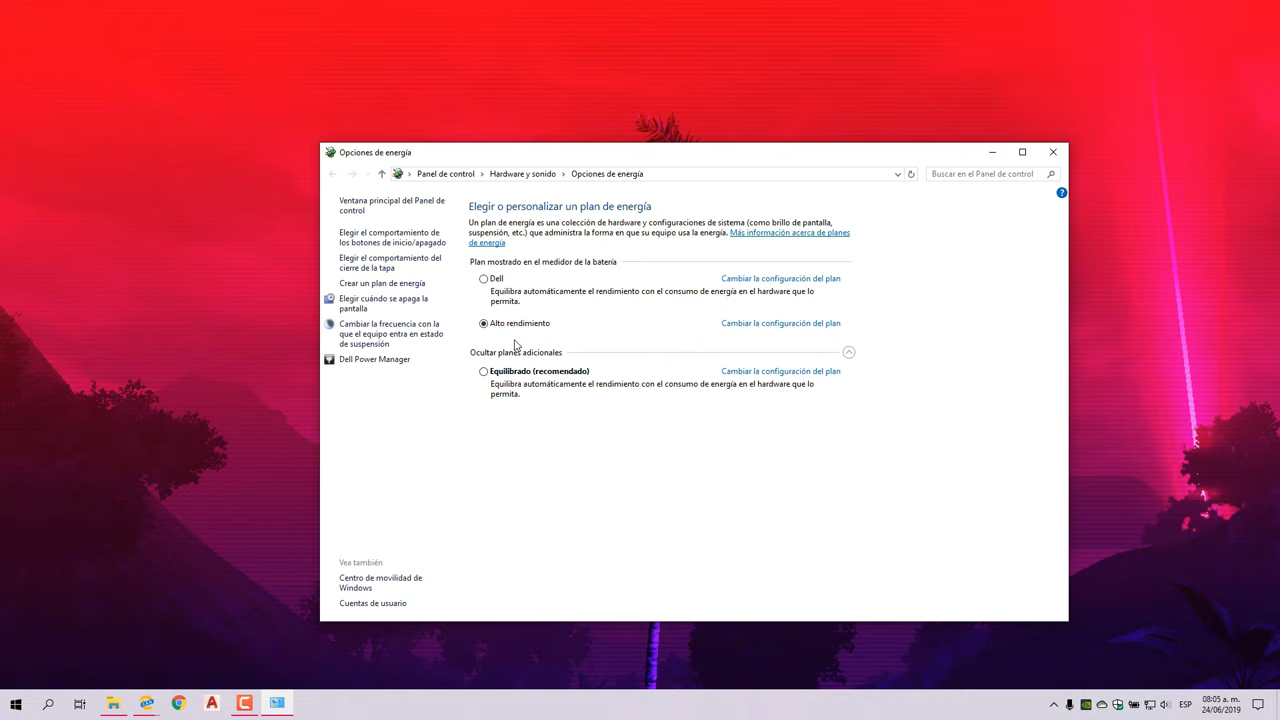 Opciones de energía
Panel de control
Hardware y sonido
Opciones de energía
Buscar en el Panel de control
Ventana principal del Panel de
control
Elegir el comportamiento de
los botones de inicio/apagado
Elegir el comportamiento del
cierre de la tapa
Crear un plan de energía
Elegir cuándo se apaga la
pantalla
Cambiar la frecuencia con la
que el equipo entra en estado
de suspensión
Dell Power Manager
Elegir o personalizar un plan de energía
Un plan de energía es una colección de hardware y configuraciones de sistema (como brillo de pantalla,
suspensión, etc.) que administra la forma en que su equipo usa la energía. Más información acerca de planes
de energía
Plan mostrado en el medidor de la batería
Dell Cambiar la configuración del plan
Equilibra automáticamente el rendimiento con el consumo de energía en el hardware que lo
permita.
Alto rendimiento Cambiar la configuración del plan
Ocultar planes adicionales
Equilibrado (recomendado) Cambiar la configuración del plan
Equilibra automáticamente el rendimiento con el consumo de energía en el hardware que lo
permita.
Vea también
Centro de movilidad de
Windows
Cuentas de usuario
ESP
08:05 a. m.
24/06/2019